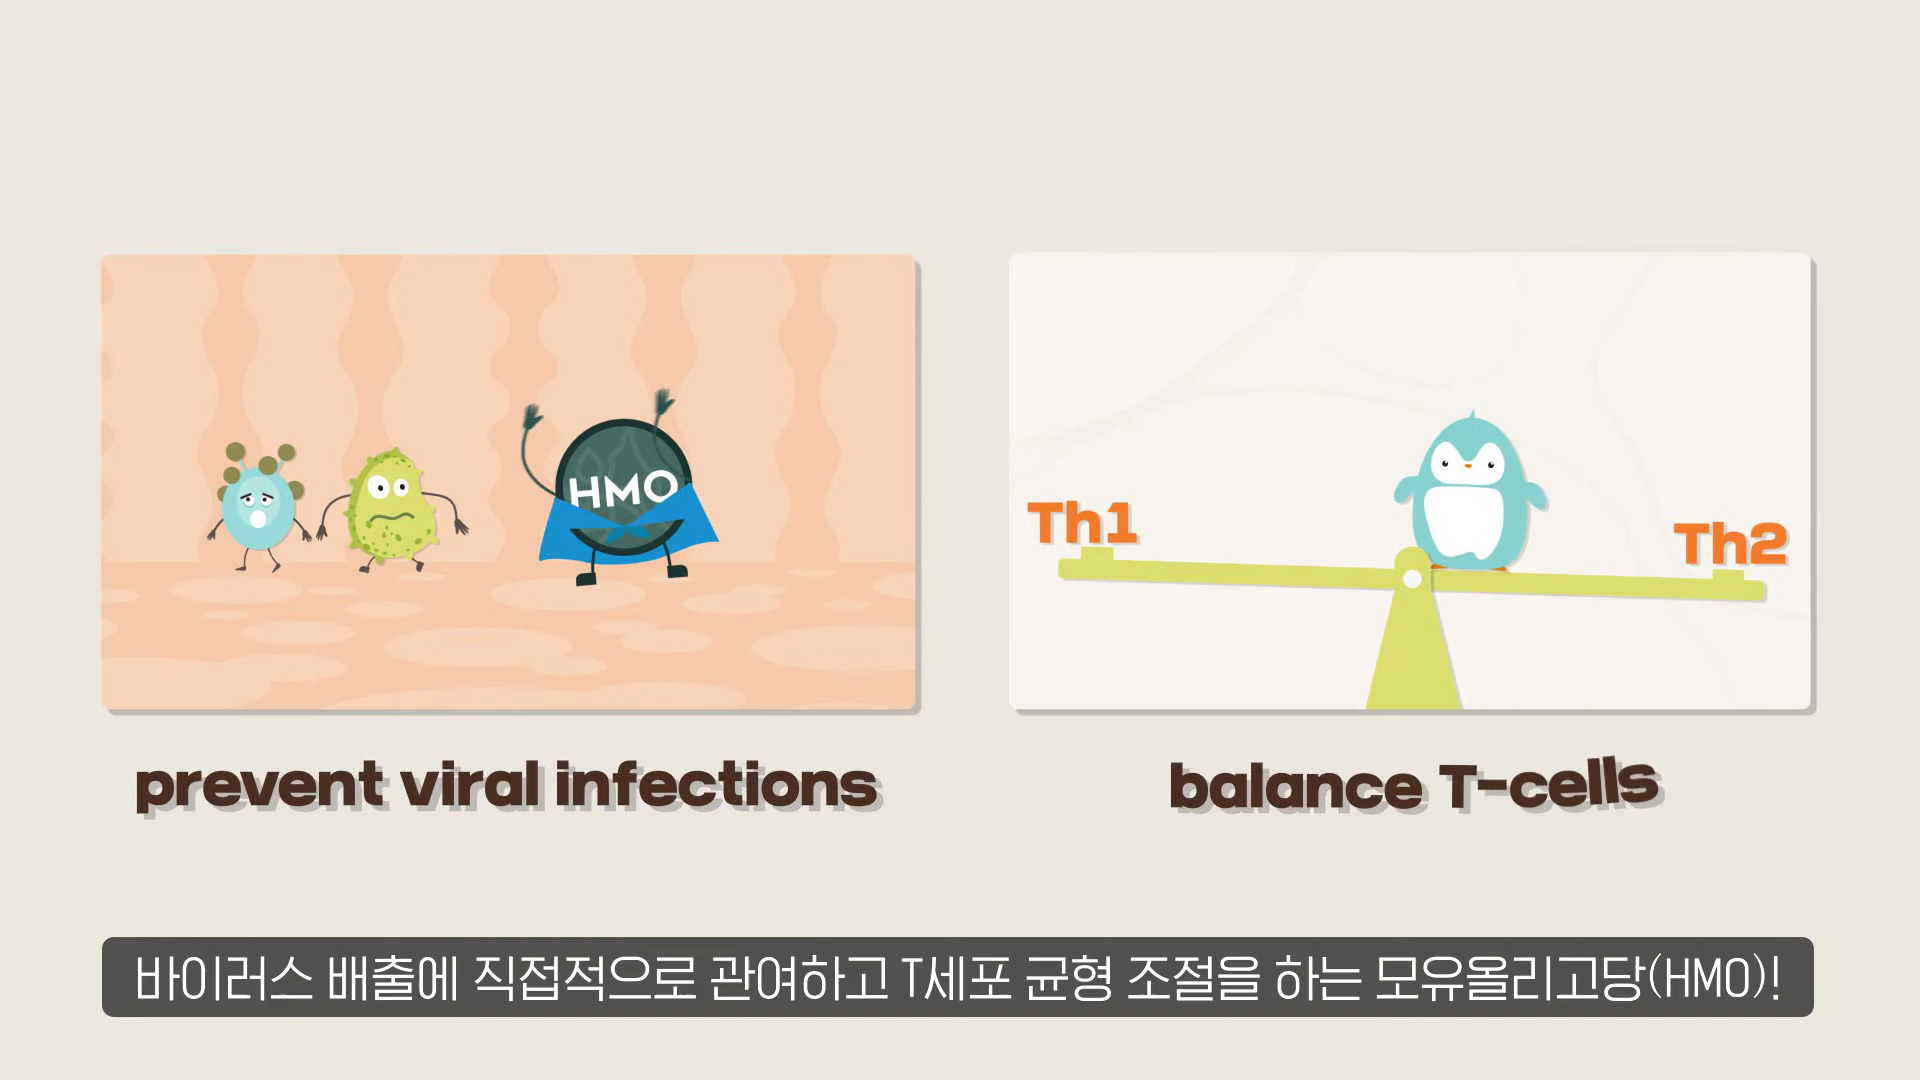 HMO
Th1
Th2
prevent viral infections
balance T-cells
바이러스 배출에 직접적으로 관여하고 T세포 균형 조절을 하는 모유올리고당(HMO)!